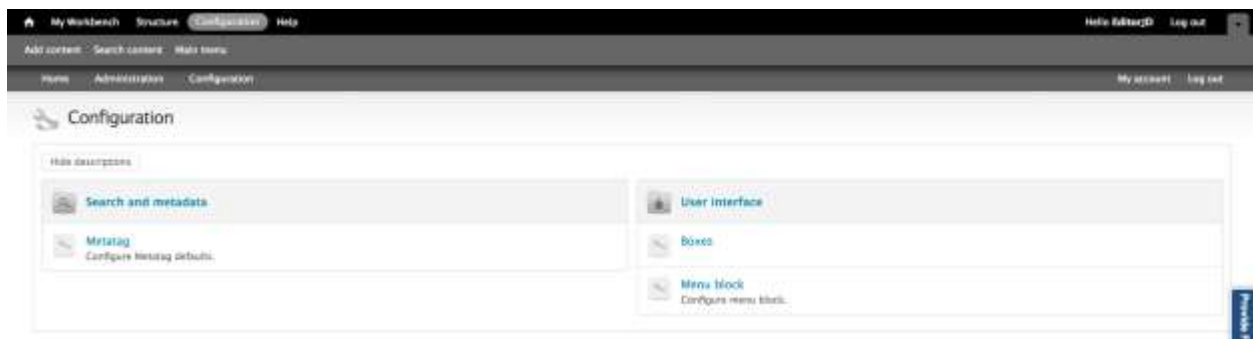 My Workbench Structure Configuration Help Hello EditorJD Log out
Add content Search content Main menu
Home Administration Configuration My account Log out
Configuration
Hide descriptions
Search and metadata
User interface
Metatag
Configure Metatag defaults.
Boxes
Menu block
Configure menu block.
Provide